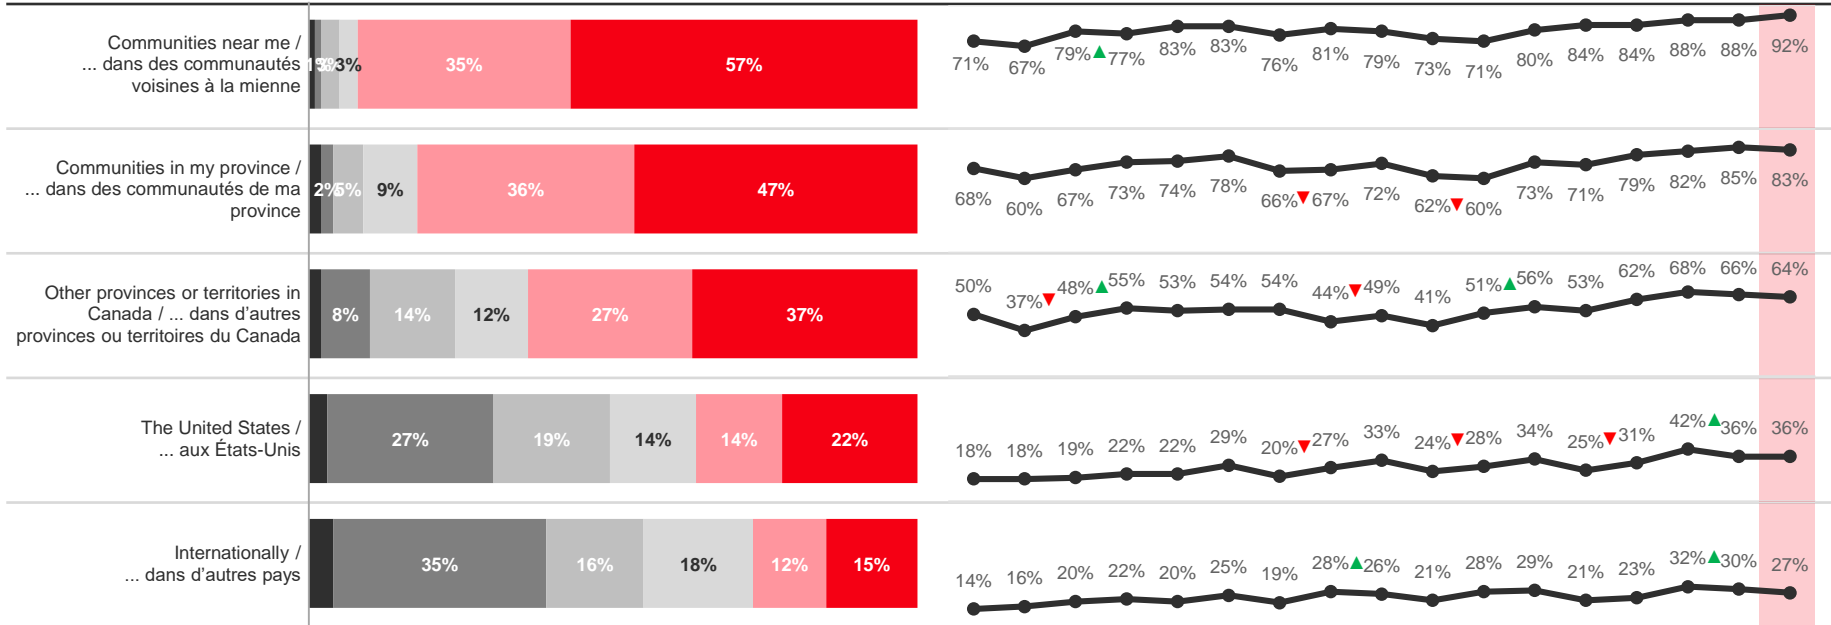 Communities near me /
... dans des communautés
voisines à la mienne
1% 3% 3% 35% 57%
71% 67% 79% ▲ 77% 83% 83% 76% 81% 79% 73% 71% 80% 84% 84% 88% 88% 92%
Communities in my province /
... dans des communautés de ma
province
2% 5% 9% 36% 47%
68% 60% 67% 73% 74% 78% 66% ▼ 67% 72% 62% ▼ 60% 73% 71% 79% 82% 85% 83%
Other provinces or territories in
Canada / ... dans d'autres
provinces ou territoires du Canada
8% 14% 12% 27% 37%
50% 37% ▼ 48% ▲ 55% 53% 54% 54% 44% ▼ 49% 41% 51% ▲ 56% 53% 62% 68% 66% 64%
The United States /
... aux États-Unis
27% 19% 14% 14% 22%
18% 18% 19% 22% 22% 29% 20% ▼ 27% 33% 24% ▼ 28% 34% 25% ▼ 31% 42% ▲ 36% 36%
Internationally /
... dans d'autres pays
35% 16% 18% 12% 15%
14% 16% 20% 22% 20% 25% 19% 28% ▲ 26% 21% 28% 29% 21% 23% 32% ▲ 30% 27%